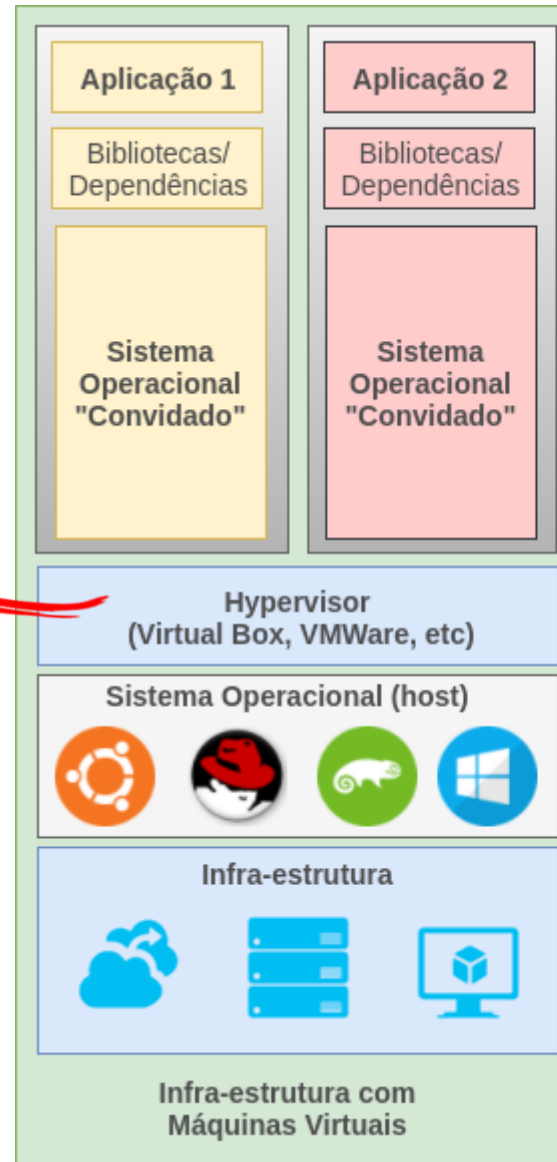 Aplicação 1
Bibliotecas/
Dependências
Sistema
Operacional
"Convidado"
Aplicação 2
Bibliotecas/
Dependências
Sistema
Operacional
"Convidado"
Hypervisor
(Virtual Box, VMWare, etc)
Sistema Operacional (host)
Infra-estrutura
Infra-estrutura com
Máquinas Virtuais